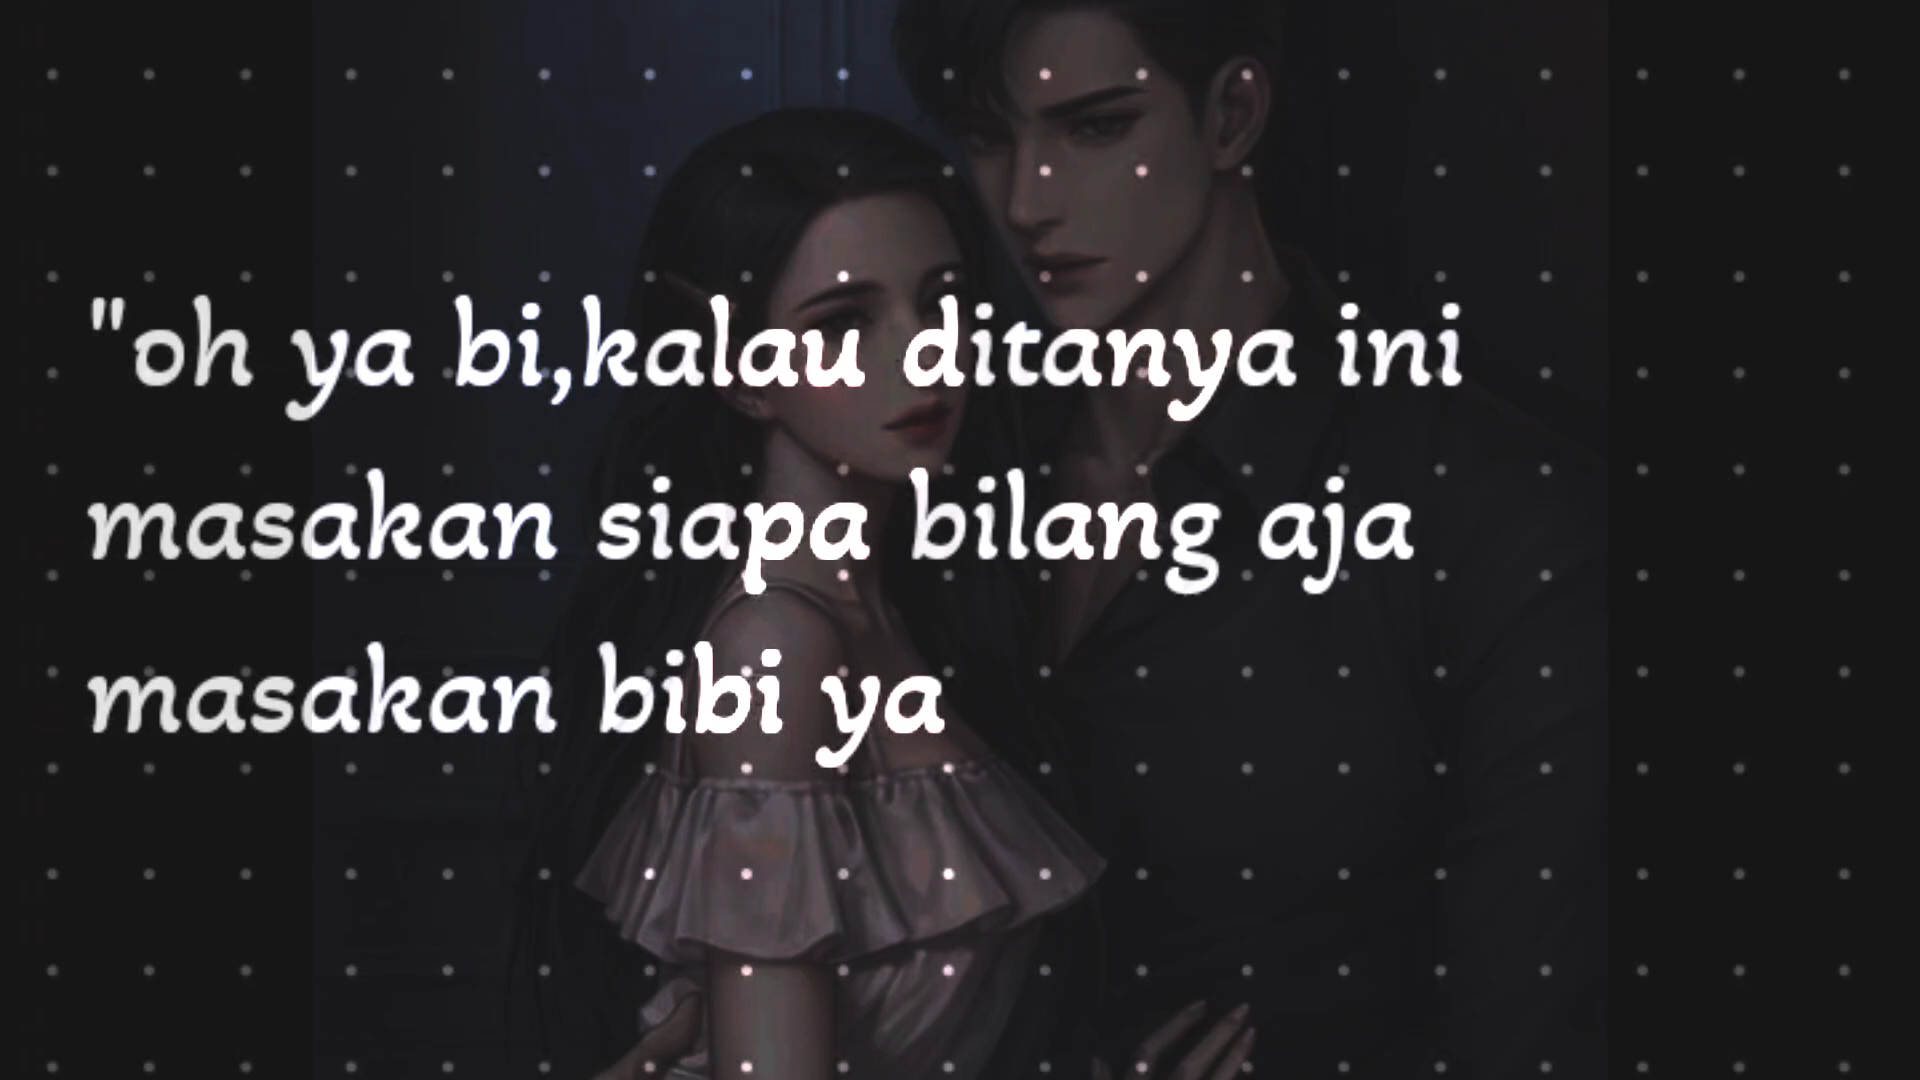 "oh ya bi,kalau ditanya ini
masakan siapa bilang aja
masakan bibi ya